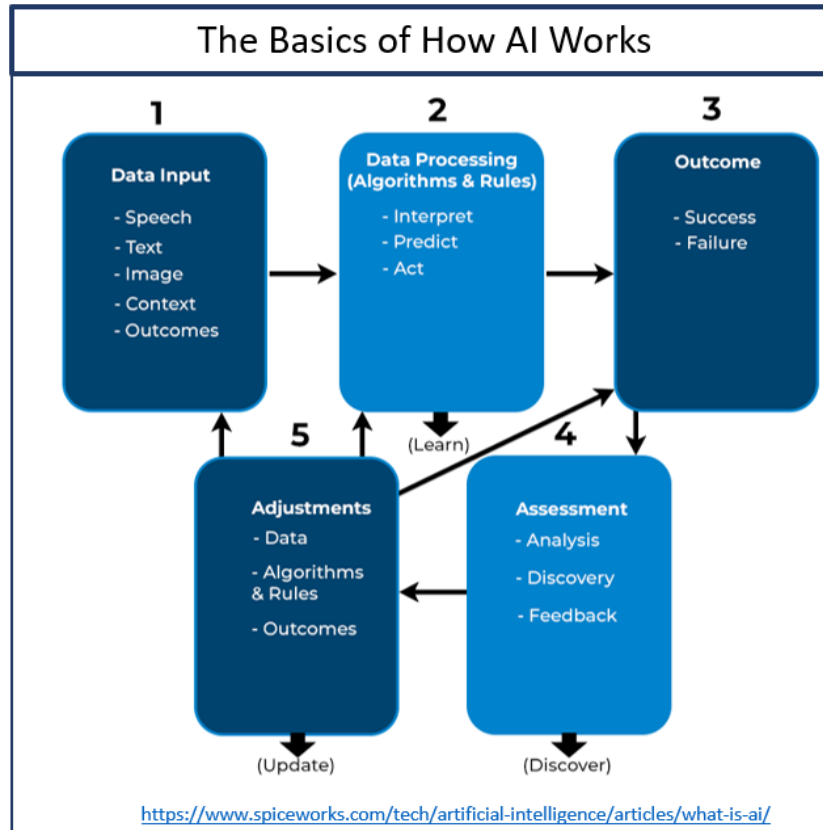 The Basics of How AI Works
1
Data Input
- Speech
- Text
- Image
- Context
- Outcomes
2
Data Processing
(Algorithms & Rules)
- Interpret
- Predict
- Act
(Learn)
3
Outcome
- Success
- Failure
4
Assessment
- Analysis
- Discovery
- Feedback
(Discover)
5
Adjustments
- Data
- Algorithms
& Rules
- Outcomes
(Update)
https://www.spiceworks.com/tech/artificial-intelligence/articles/what-is-ai/